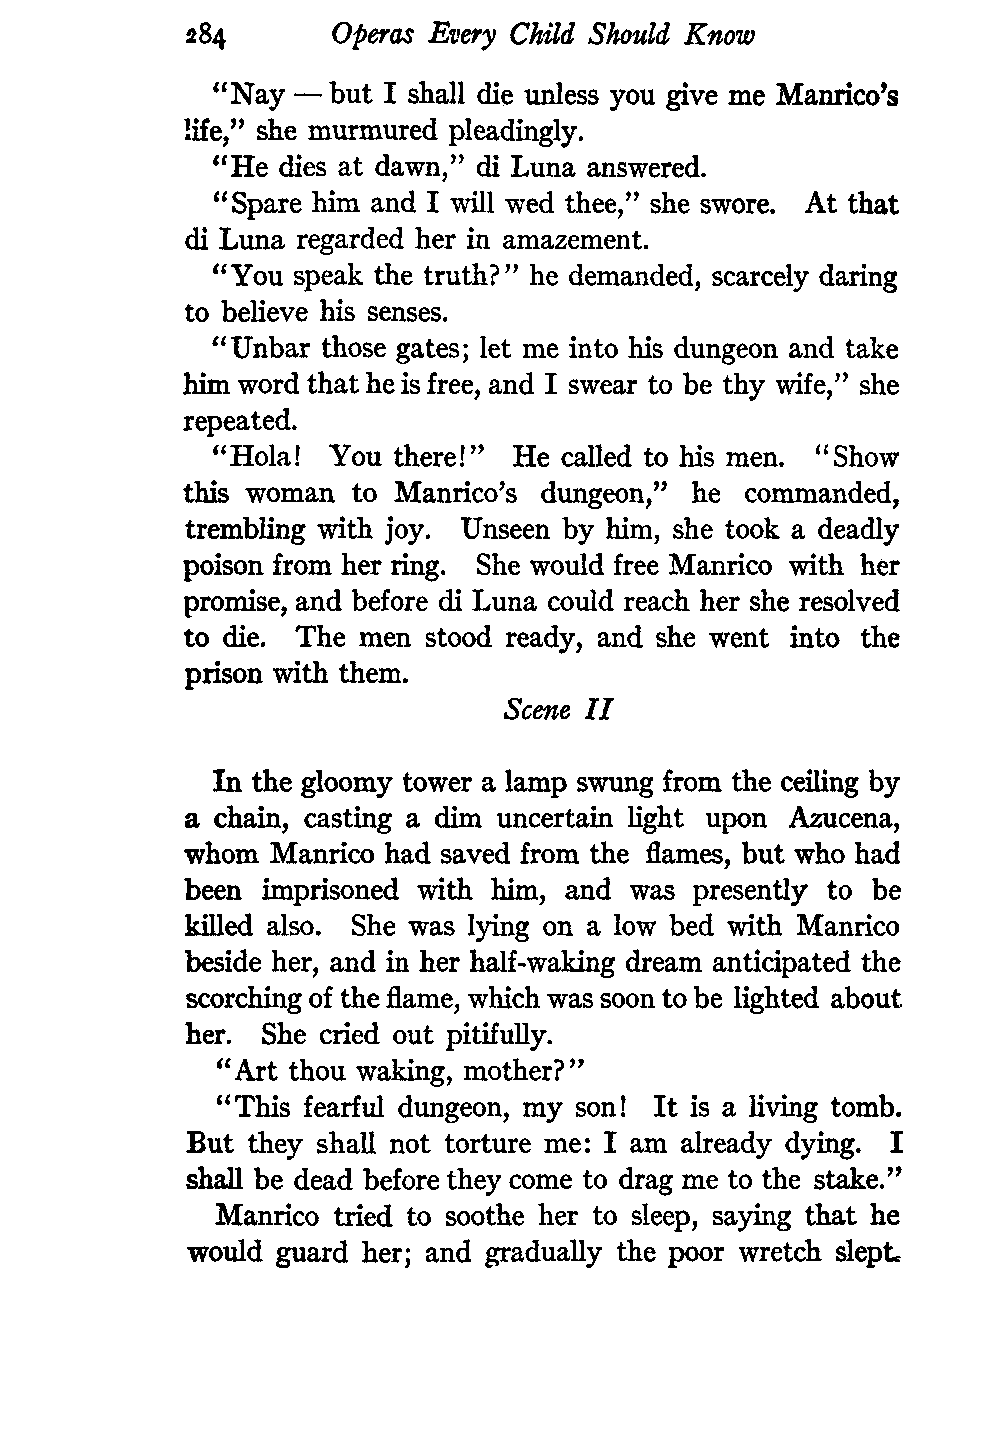 284 Operas Every Child Should Know
“Nay — but I shall die unless you give me Manrico’s
life,” she murmured pleadingly.
“He dies at dawn,” di Luna answered.
“Spare him and I will wed thee,” she swore. At that
di Luna regarded her in amazement.
“You speak the truth?” he demanded, scarcely daring
to believe his senses.
“Unbar those gates; let me into his dungeon and take
him word that he is free, and I swear to be thy wife,” she
repeated.
“Hola! You there!” He called to his men. “Show
this woman to Manrico’s dungeon,” he commanded,
trembling with joy. Unseen by him, she took a deadly
poison from her ring. She would free Manrico with her
promise, and before di Luna could reach her she resolved
to die. The men stood ready, and she went into the
prison with them.
Scene II
In the gloomy tower a lamp swung from the ceiling by
a chain, casting a dim uncertain light upon Azucena,
whom Manrico had saved from the flames, but who had
been imprisoned with him, and was presently to be
killed also. She was lying on a low bed with Manrico
beside her, and in her half-waking dream anticipated the
scorching of the flame, which was soon to be lighted about
her. She cried out pitifully.
“Art thou waking, mother?”
“This fearful dungeon, my son! It is a living tomb.
But they shall not torture me: I am already dying. I
shall be dead before they come to drag me to the stake.”
Manrico tried to soothe her to sleep, saying that he
would guard her; and gradually the poor wretch slept.